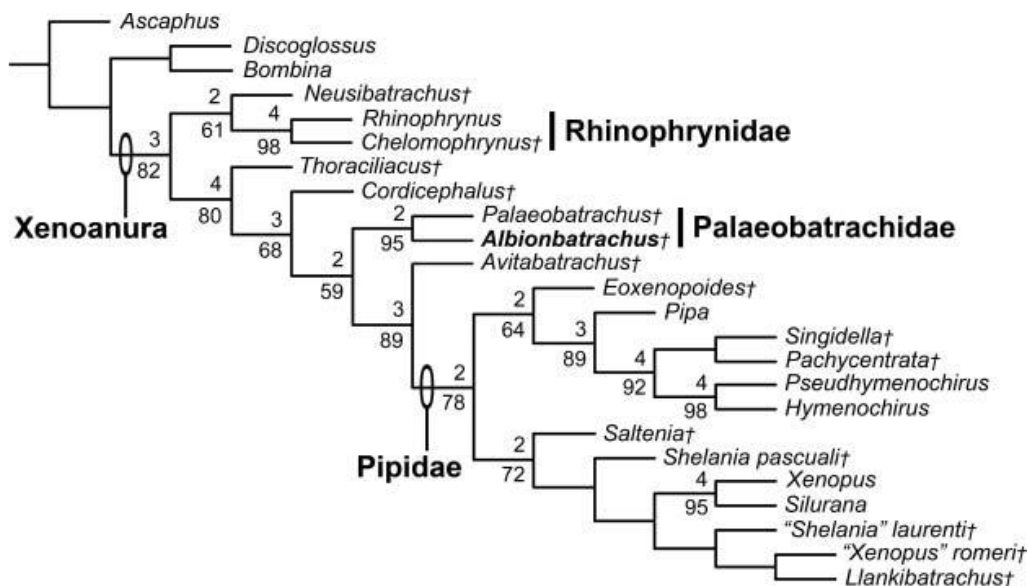 Ascaphus
Discoglossus
Bombina
Neusibatrachus†
2
4
Rhinophrynus
61
Rhinophrynidae
3
98
Chelomophrynus†
82
Thoraciliacus†
4
Cordicephalus†
80
3
2
Palaeobatrachus†
Palaeobatrachidae
Xenoanura
68
95
Albionbatrachus†
2
Avitabatrachus†
59
2
Eoxenopoides†
3
64
3
Pipa
89
89
4
Singidella†
Pachycentrata†
2
92
4
Pseudhymenochirus
78
98
Hymenochirus
2
Saltenia†
Pipidae
72
Shelania pascuali†
4
Xenopus
95
Silurana
“Shelania” laurenti†
“Xenopus” romeri†
Llankibatrachus†